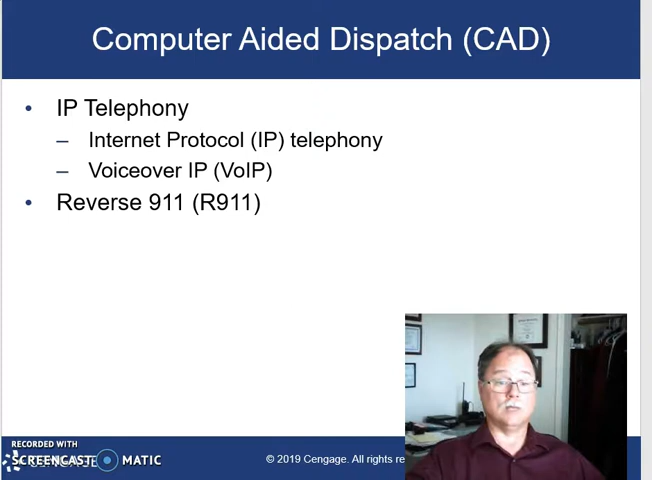 Computer Aided Dispatch (CAD)
• IP Telephony
– Internet Protocol (IP) telephony
– Voiceover IP (VoIP)
• Reverse 911 (R911)
RECORDED WITH
SCREENCAST MATIC
© 2019 Cengage. All rights re